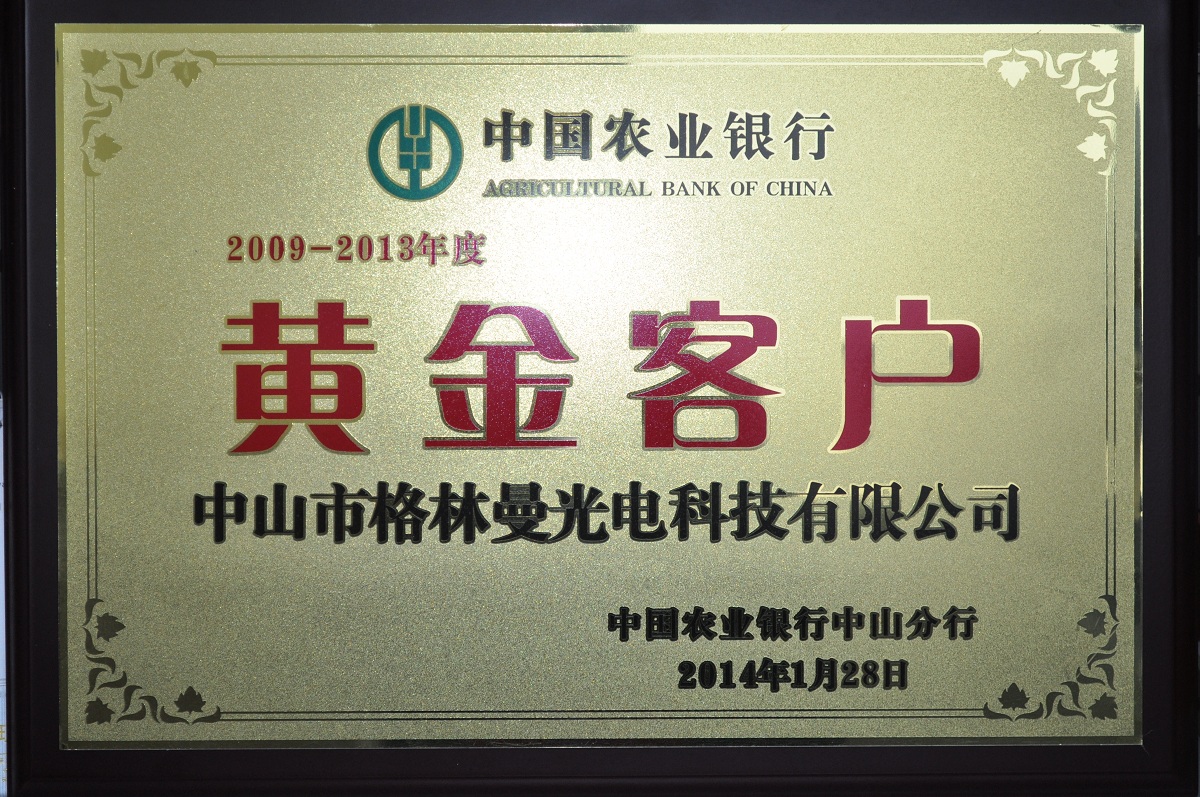 中国农业银行
AGRICULTURAL BANK OF CHINA
2009-2013年度
黄金客户
中山市格林曼光电科技有限公司
中国农业银行中山分行
2014年1月28日